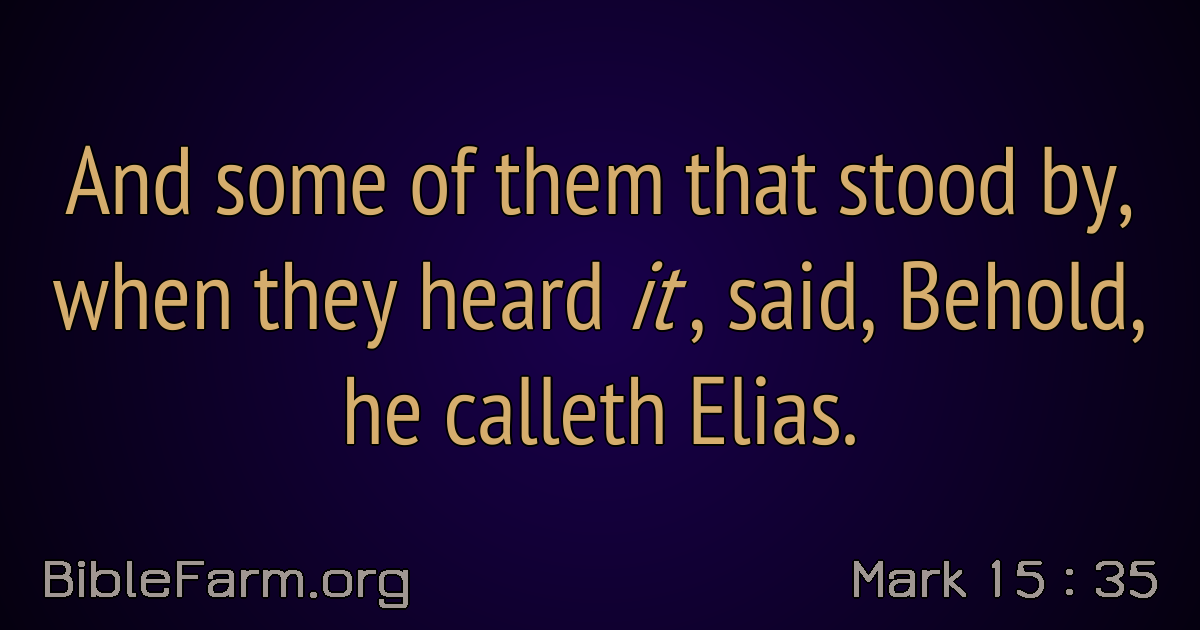 And some of them that stood by,
when they heard it, said, Behold,
he calleth Elias.
BibleFarm.org
Mark 15 : 35